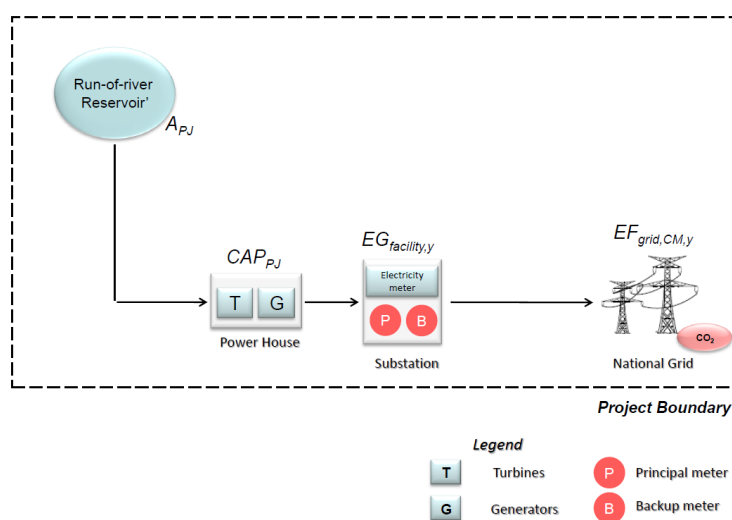 Run-of-river
Reservoir'
A_PJ
CAP_PJ
T
G
Power House
EG_facility,y
Electricity
meter
P
B
Substation
EF_grid,CM,y
CO₂
National Grid
Project Boundary
Legend
T
Turbines
P
Principal meter
G
Generators
B
Backup meter